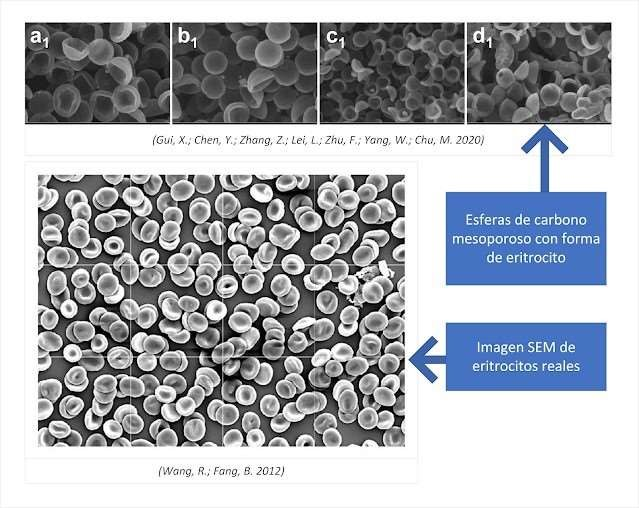 a1
b1
c1
d1
(Gui, X.; Chen, Y.; Zhang, Z.; Lei, L.; Zhu, F.; Yang, W.; Chu, M. 2020)
Esferas de carbono
mesoporoso con forma
de eritrocito
Imagen SEM de
eritrocitos reales
(Wang, R.; Fang, B. 2012)